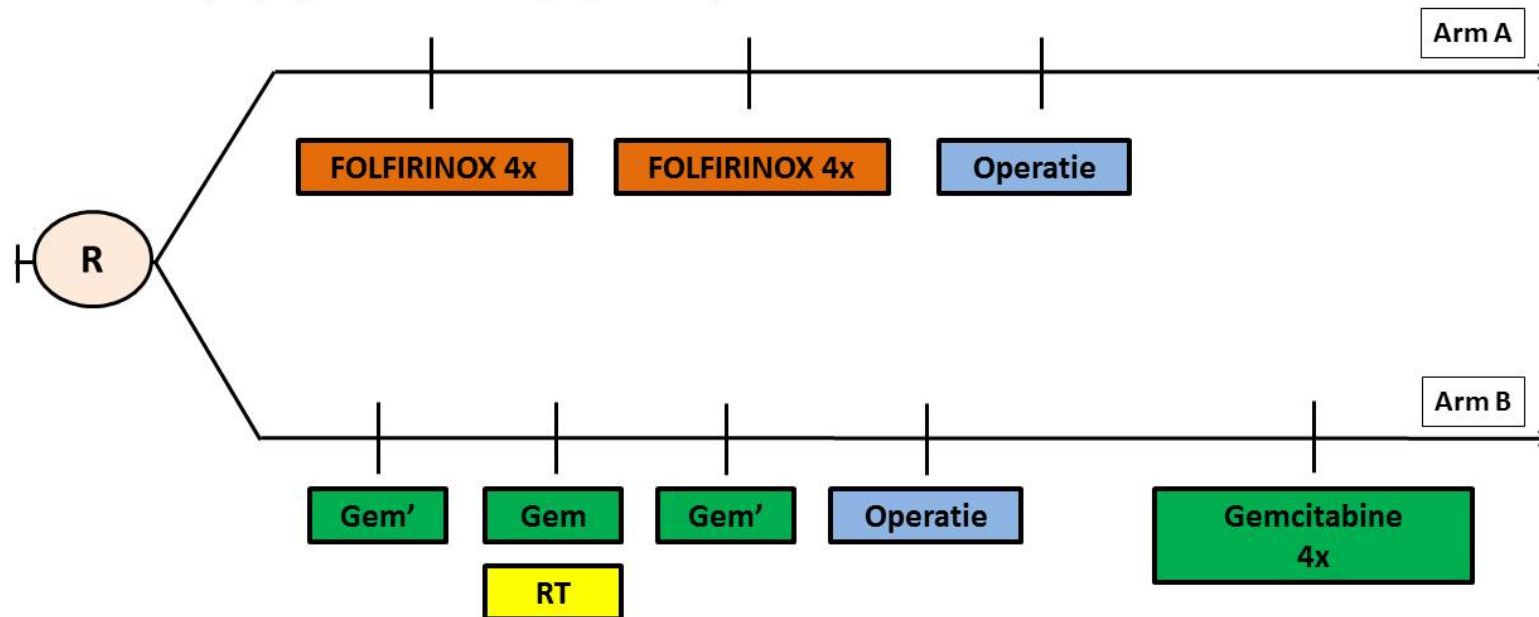 Arm A
FOLFIRINOX 4x
FOLFIRINOX 4x
Operatie
R
Arm B
Gem’
Gem
Gem’
Operatie
Gemcitabine
4x
RT